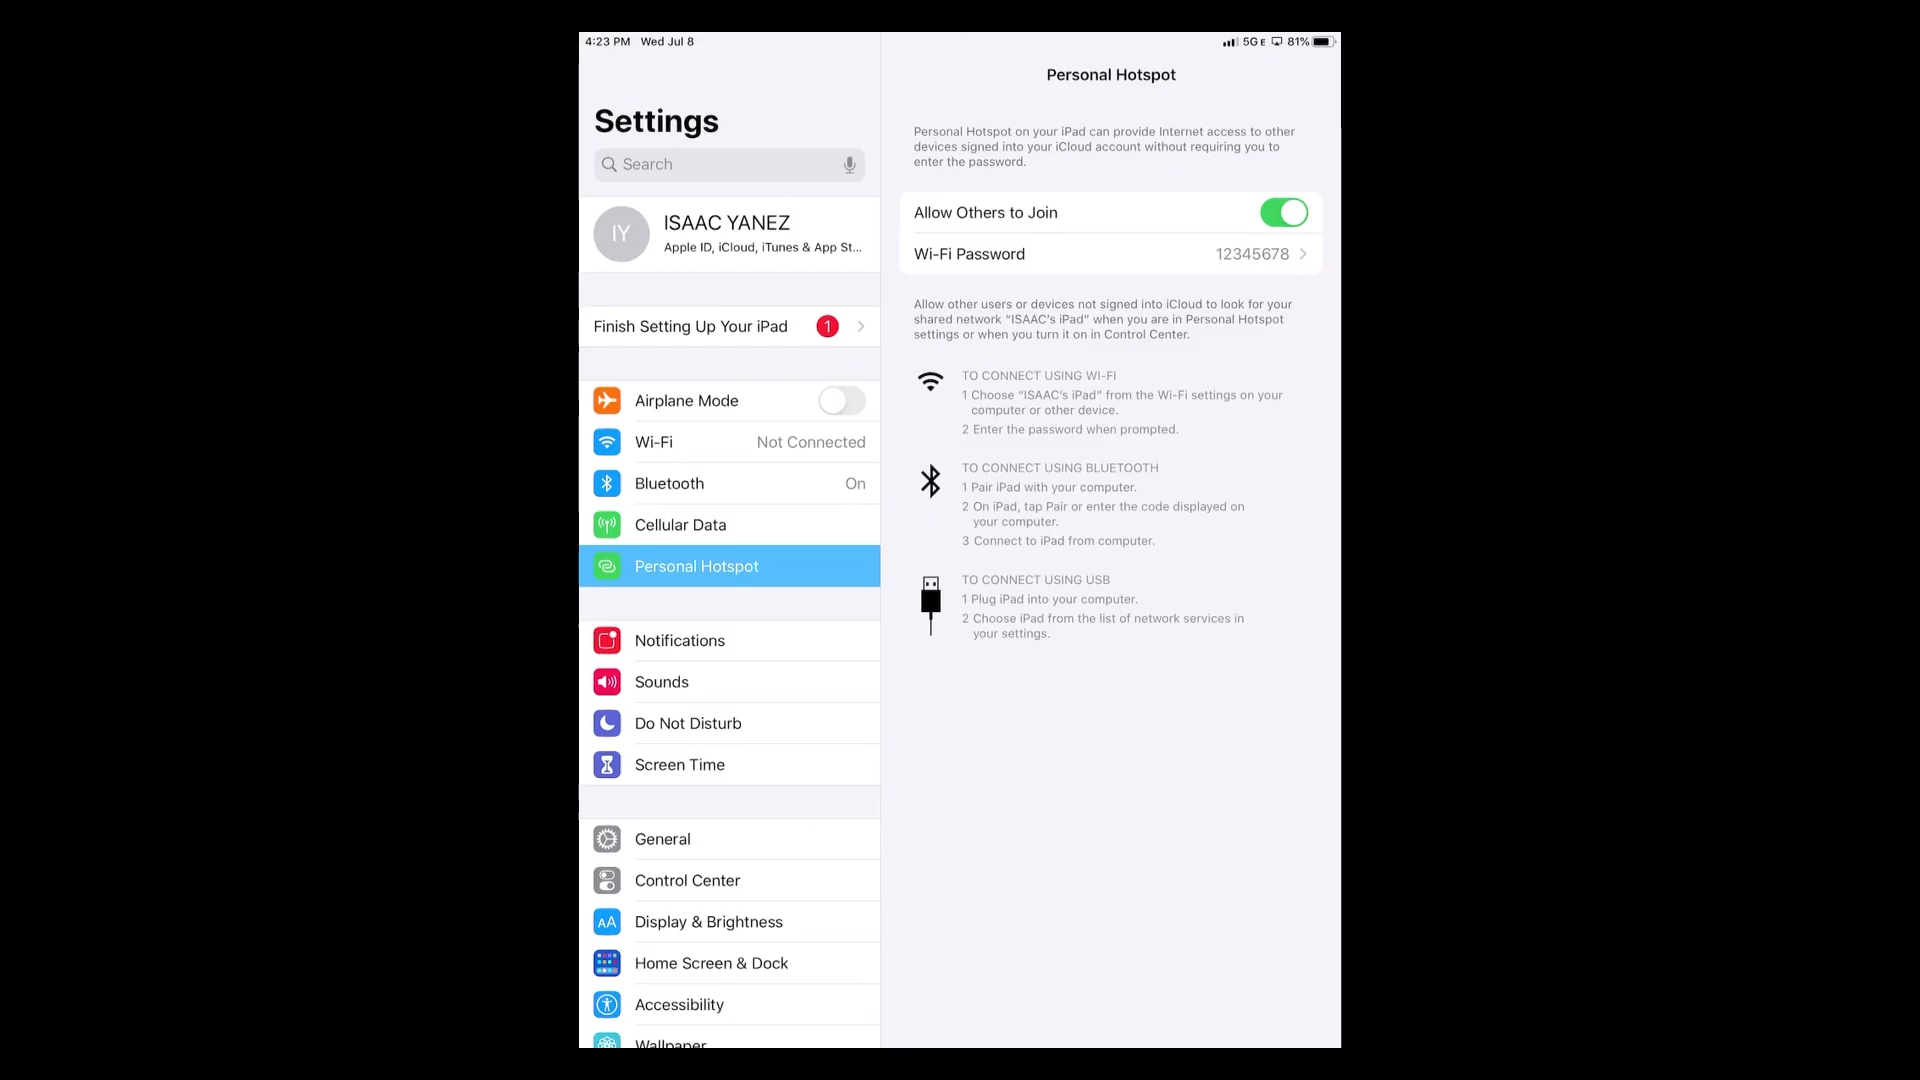 4:23 PM Wed Jul 8
5G E 81%
Settings
Search
IY
ISAAC YANEZ
Apple ID, iCloud, iTunes & App St...
Finish Setting Up Your iPad 1
Airplane Mode
Wi-Fi Not Connected
Bluetooth On
Cellular Data
Personal Hotspot
Notifications
Sounds
Do Not Disturb
Screen Time
General
Control Center
AA Display & Brightness
Home Screen & Dock
Accessibility
Wallpaper
Personal Hotspot
Personal Hotspot on your iPad can provide Internet access to other
devices signed into your iCloud account without requiring you to
enter the password.
Allow Others to Join
Wi-Fi Password 12345678
Allow other users or devices not signed into iCloud to look for your
shared network “ISAAC’s iPad” when you are in Personal Hotspot
settings or when you turn it on in Control Center.
TO CONNECT USING WI-FI
1 Choose “ISAAC’s iPad” from the Wi-Fi settings on your
computer or other device.
2 Enter the password when prompted.
TO CONNECT USING BLUETOOTH
1 Pair iPad with your computer.
2 On iPad, tap Pair or enter the code displayed on
your computer.
3 Connect to iPad from computer.
TO CONNECT USING USB
1 Plug iPad into your computer.
2 Choose iPad from the list of network services in
your settings.